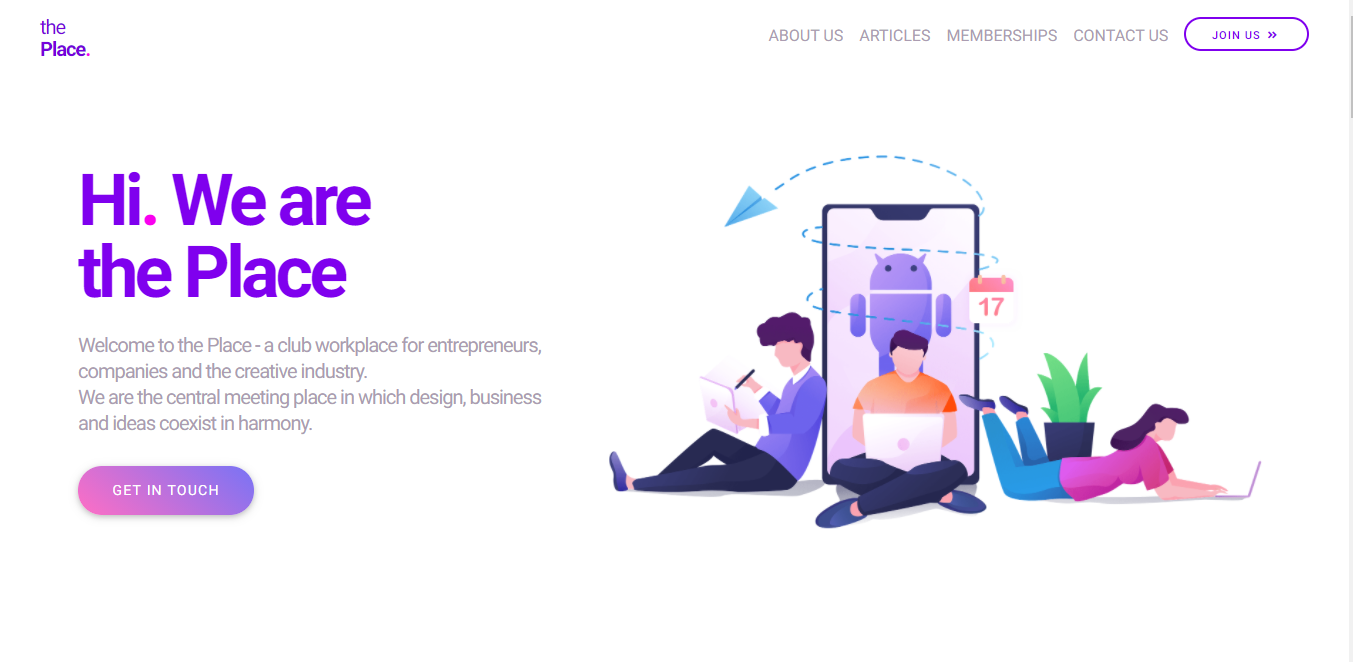 the
Place.
ABOUT US ARTICLES MEMBERSHIPS CONTACT US JOIN US »
Hi. We are
the Place
Welcome to the Place - a club workplace for entrepreneurs,
companies and the creative industry.
We are the central meeting place in which design, business
and ideas coexist in harmony.
GET IN TOUCH
17